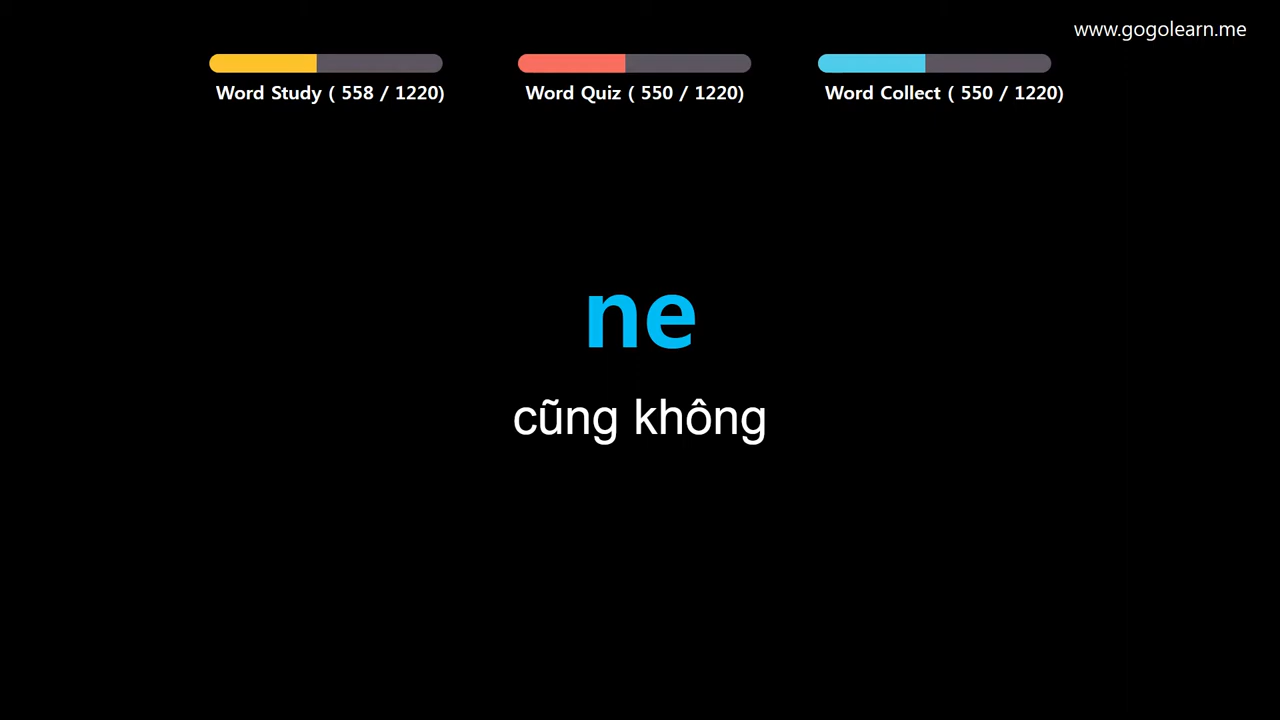 www.gogolearn.me
Word Study ( 558 / 1220)
Word Quiz ( 550 / 1220)
Word Collect ( 550 / 1220)
ne
cũng không